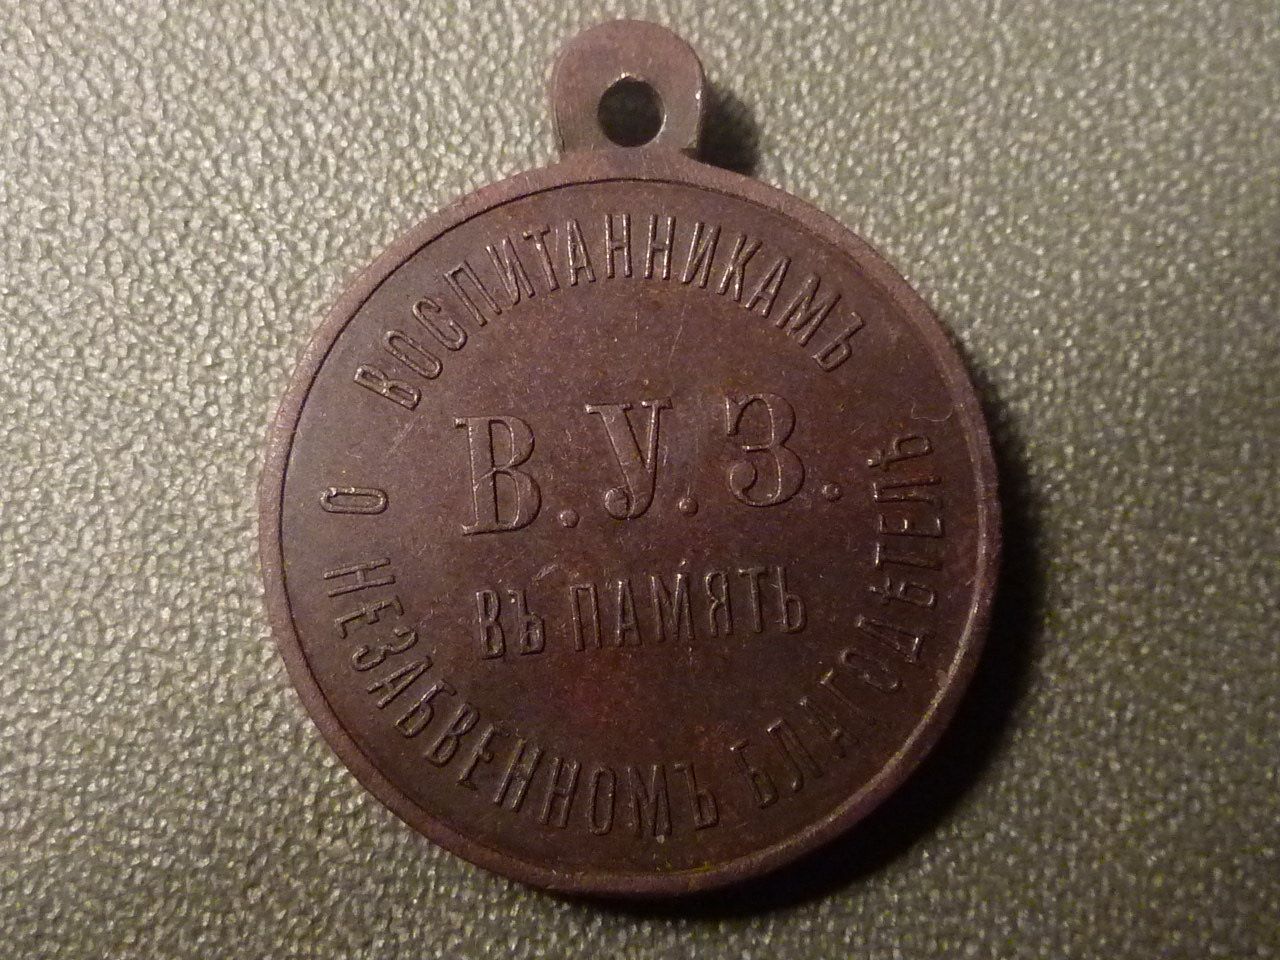 ВОСПИТАННИКАМЪ
В.У.З.
ВЪ ПАМЯТЬ
О НЕЗАБВЕННОМЪ БЛАГОДѢТЕЛѢ